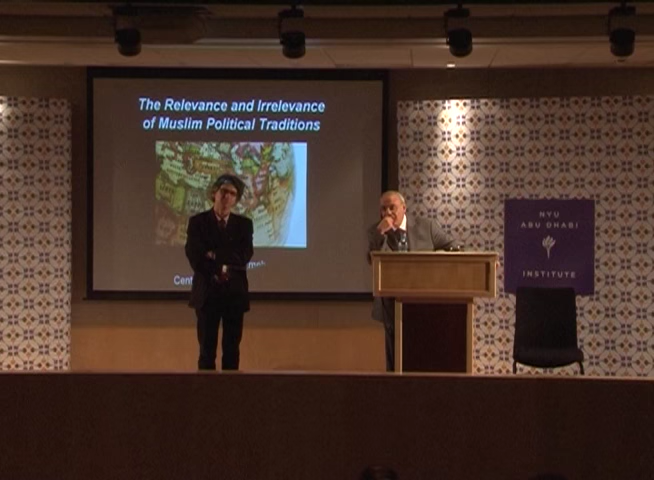 The Relevance and Irrelevance
of Muslim Political Traditions
NYU
ABU DHABI
INSTITUTE